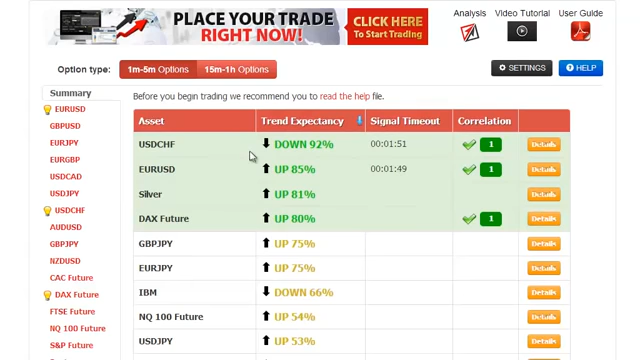 PLACE YOUR TRADE
RIGHT NOW!
CLICK HERE
To Start Trading
Analysis
Video Tutorial
User Guide
Option type:
1m-5m Options
15m-1h Options
SETTINGS
? HELP
Summary
EURUSD
GBPUSD
EURJPY
EURGBP
USDCAD
USDJPY
USDCHF
AUDUSD
GBPJPY
NZDUSD
CAC Future
DAX Future
FTSE Future
NQ 100 Future
S&P Future
Before you begin trading we recommend you to read the help file.
Asset Trend Expectancy Signal Timeout Correlation
USDCHF DOWN 92% 00:01:51 1 Details
EURUSD UP 85% 00:01:49 1 Details
Silver UP 81% Details
DAX Future UP 80% 1 Details
GBPJPY UP 75% Details
EURJPY UP 75% Details
IBM DOWN 66% Details
NQ 100 Future UP 54% Details
USDJPY UP 53% Details